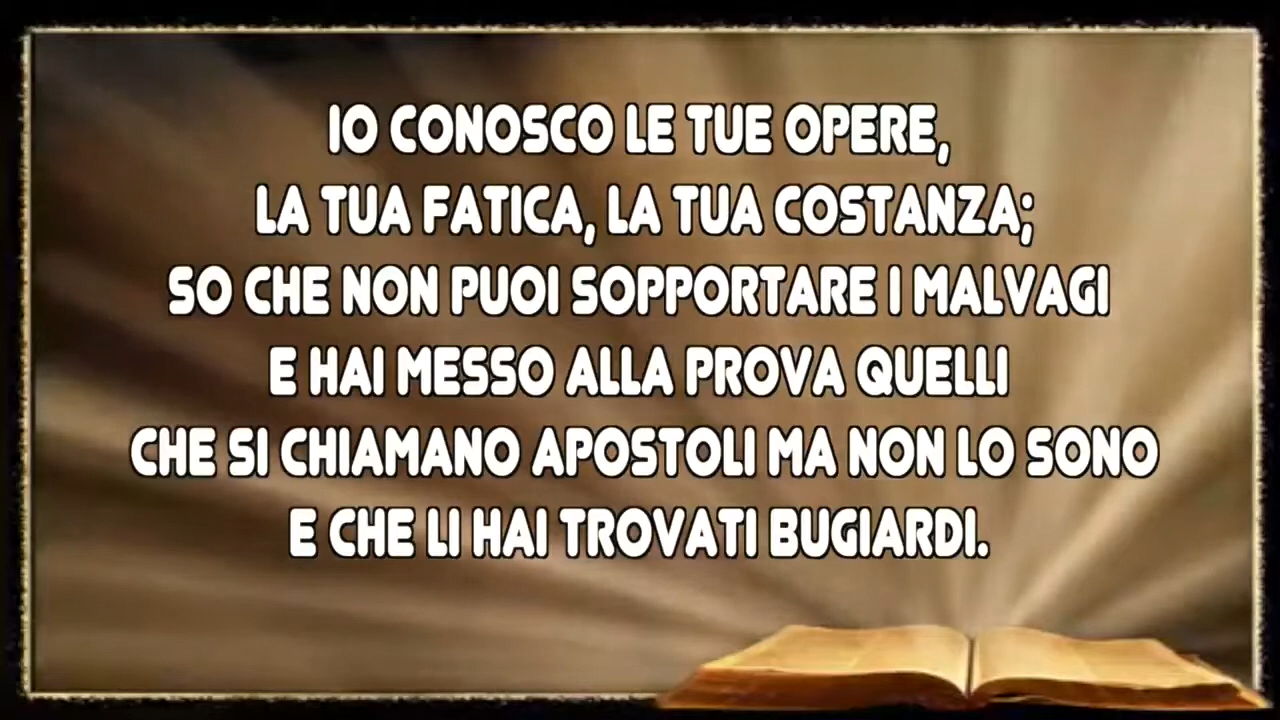 IO CONOSCO LE TUE OPERE,
LA TUA FATICA, LA TUA COSTANZA;
SO CHE NON PUOI SOPPORTARE I MALVAGI
E HAI MESSO ALLA PROVA QUELLI
CHE SI CHIAMANO APOSTOLI MA NON LO SONO
E CHE LI HAI TROVATI BUGIARDI.